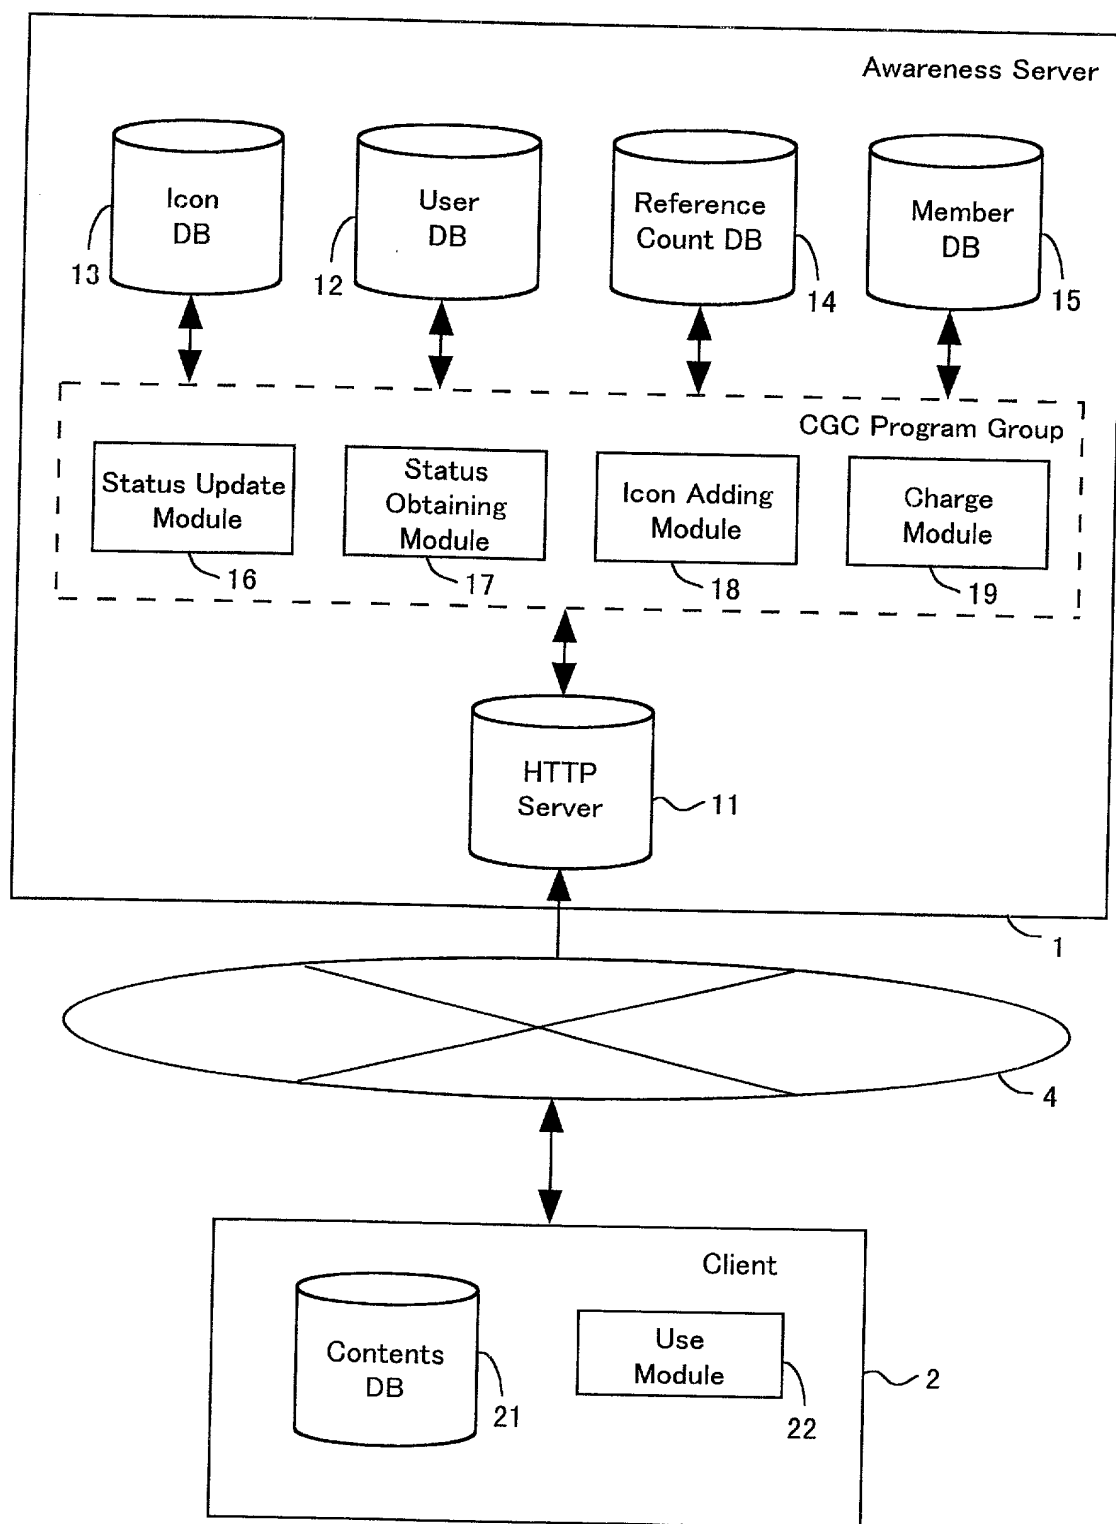 Awareness Server
Icon
DB
13
User
DB
12
Reference
Count DB
14
Member
DB
15
CGC Program Group
Status Update
Module
16
Status
Obtaining
Module
17
Icon Adding
Module
18
Charge
Module
19
HTTP
Server
11
1
4
Client
Contents
DB
21
Use
Module
22
2